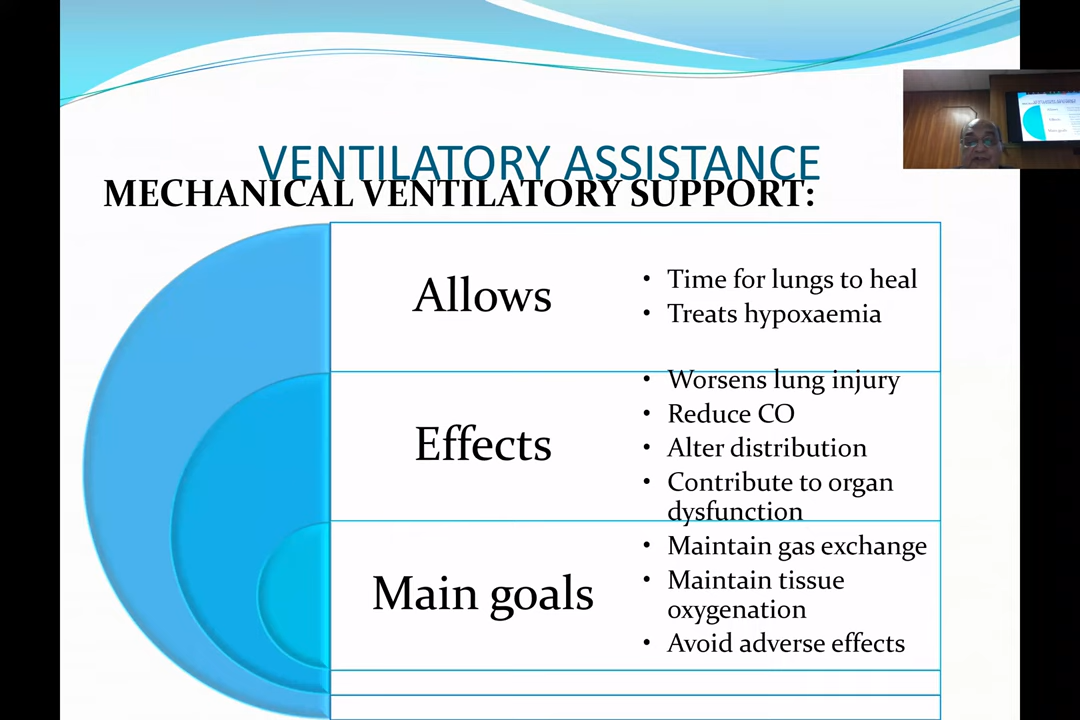 VENTILATORY ASSISTANCE
MECHANICAL VENTILATORY SUPPORT:
Allows
• Time for lungs to heal
• Treats hypoxaemia
Effects
• Worsens lung injury
• Reduce CO
• Alter distribution
• Contribute to organ
dysfunction
Main goals
• Maintain gas exchange
• Maintain tissue
oxygenation
• Avoid adverse effects